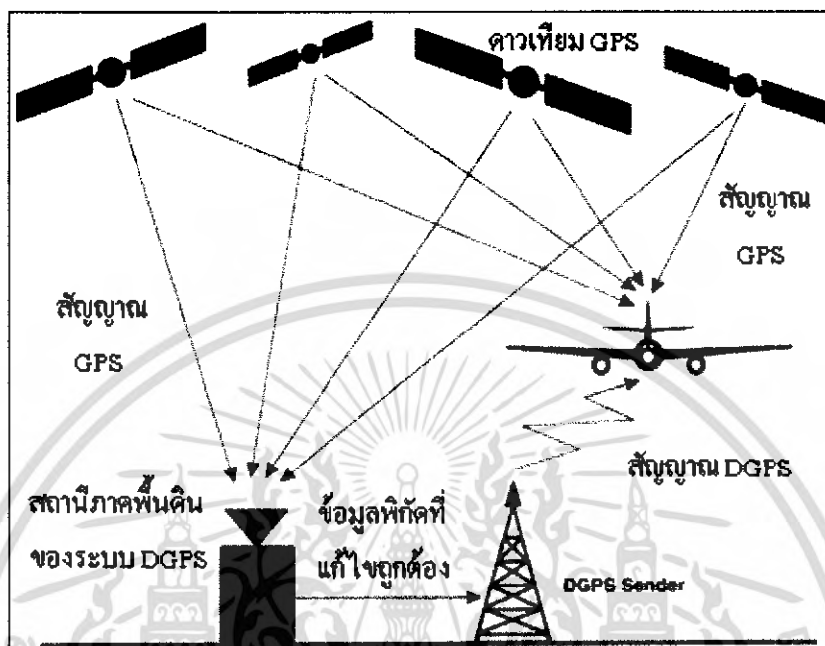 ดาวเทียม GPS
สัญญาณ
GPS
สัญญาณ
GPS
สัญญาณ DGPS
สถานีภาคพื้นดิน
ของระบบ DGPS
ข้อมูลพิกัดที่
แก้ไขถูกต้อง
DGPS Sender